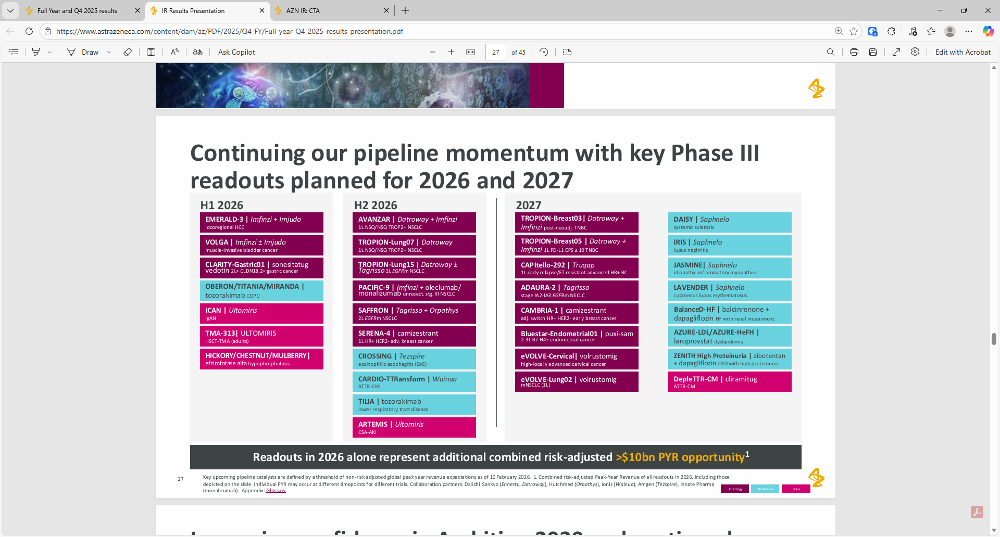 Full Year and Q4 2025 results
IR Results Presentation
AZN IR: CTA
https://www.astrazeneca.com/content/dam/az/PDF/2025/Q4-FY/Full-year-Q4-2025-results-presentation.pdf
Draw
Ask Copilot
27
of 45
Edit with Acrobat
Continuing our pipeline momentum with key Phase III
readouts planned for 2026 and 2027
H1 2026
EMERALD-3 | Imfinzi + Imjudo
locoregional HCC
VOLGA | Imfinzi ± Imjudo
muscle-invasive bladder cancer
CLARITY-Gastric01 | sonesitatug
vedotin 2L+ CLDN18.2+ gastric cancer
OBERON/TITANIA/MIRANDA |
tozorakimab COPD
ICAN | Ultomiris
IgAN
TMA-313| ULTOMIRIS
HSCT-TMA (adults)
HICKORY/CHESTNUT/MULBERRY|
efzimfotase alfa hypophosphatasia
H2 2026
AVANZAR | Datroway + Imfinzi
1L NSQ/NSQ TROP2+ NSCLC
TROPION-Lung07 | Datroway
1L NSQ/NSQ TROP2+ NSCLC
TROPION-Lung15 | Datroway ±
Tagrisso 2L EGFRm NSCLC
PACIFIC-9 | Imfinzi + oleclumab/
monalizumab unresect. stg. III NSCLC
SAFFRON | Tagrisso + Orpathys
2L EGFRm NSCLC
SERENA-4 | camizestrant
1L HR+ HER2- adv. breast cancer
CROSSING | Tezspire
eosinophilic esophagitis (EoE)
CARDIO-TTRansform | Wainua
ATTR-CM
TILIA | tozorakimab
lower respiratory tract disease
ARTEMIS | Ultomiris
CSA-AKI
2027
TROPION-Breast03| Datroway +
Imfinzi post-neoadj. TNBC
TROPION-Breast05 | Datroway +
Imfinzi 1L PD-L1 CPS ≥ 10 TNBC
CAPItello-292 | Truqap
1L early relapse/ET resistant advanced HR+ BC
ADAURA-2 | Tagrisso
stage IA2-IA3 EGFRm NSCLC
CAMBRIA-1 | camizestrant
adj. switch HR+ HER2- early breast cancer
Bluestar-Endometrial01 | puxi-sam
2-3L B7-H4+ endometrial cancer
eVOLVE-Cervical| volrustomig
high-locally advanced cervical cancer
eVOLVE-Lung02 | volrustomig
mNSCLC (1L)
DAISY | Saphnelo
systemic sclerosis
IRIS | Saphnelo
lupus nephritis
JASMINE| Saphnelo
idiopathic inflammatory myopathies
LAVENDER | Saphnelo
cutaneous lupus erythematosus
BalanceD-HF | balcinrenone +
dapagliflozin HF with renal impairment
AZURE-LDL/AZURE-HeFH |
laroprovstat dyslipidemia
ZENITH High Proteinuria | zibotentan
+ dapagliflozin CKD with high proteinuria
DepleTTR-CM | cliramitug
ATTR-CM
Readouts in 2026 alone represent additional combined risk-adjusted >$10bn PYR opportunity1
27
Key upcoming pipeline catalysts are defined by a threshold of non-risk adjusted global peak year revenue expectations as of 10 February 2026. 1. Combined risk-adjusted Peak-Year Revenue of all readouts in 2026, including those
depicted on the slide. Individual PYR may occur at different timepoints for different trials. Collaboration partners: Daiichi Sankyo (Enhertu, Datroway), Hutchmed (Orpathys), Ionis (Wainua), Amgen (Tezspire), Innate Pharma
(monalizumab). Appendix: Glossary.
Oncology
BioPharma
Rare